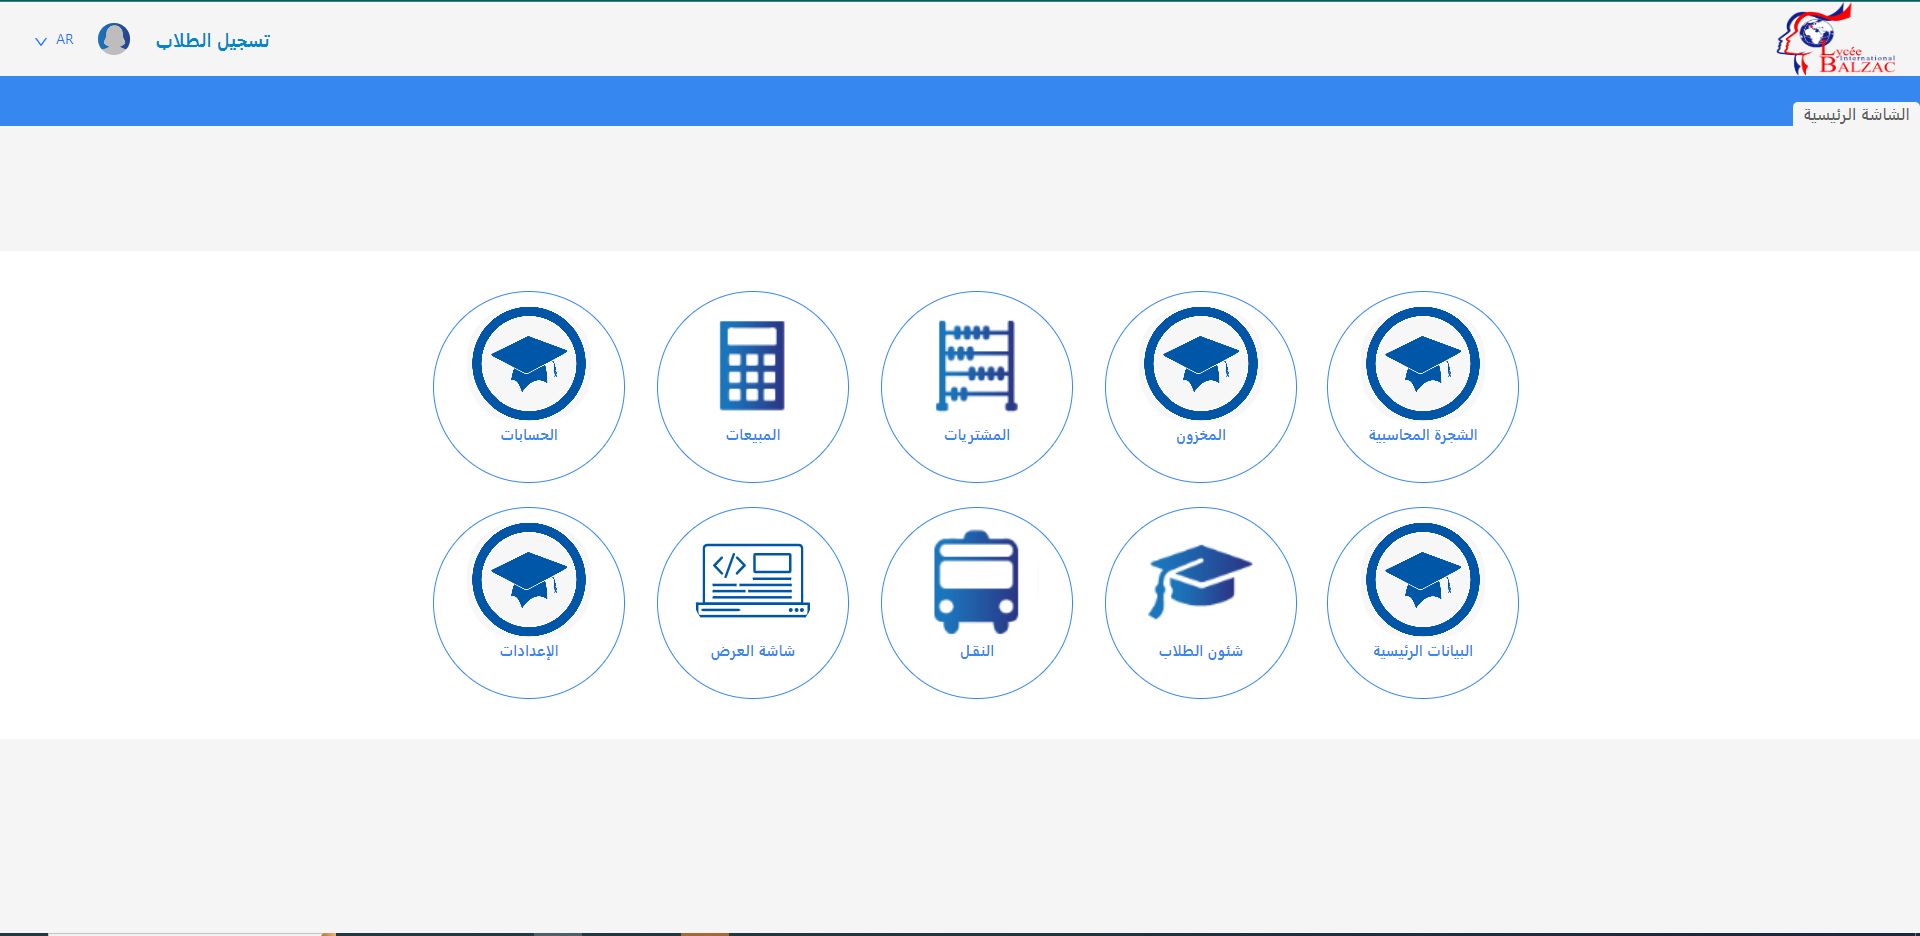 Lycée
International
BALZAC
تسجيل الطلاب
AR
الشاشة الرئيسية
الشجرة المحاسبية
المخزون
المشتريات
المبيعات
الحسابات
البيانات الرئيسية
شئون الطلاب
النقل
شاشة العرض
الإعدادات